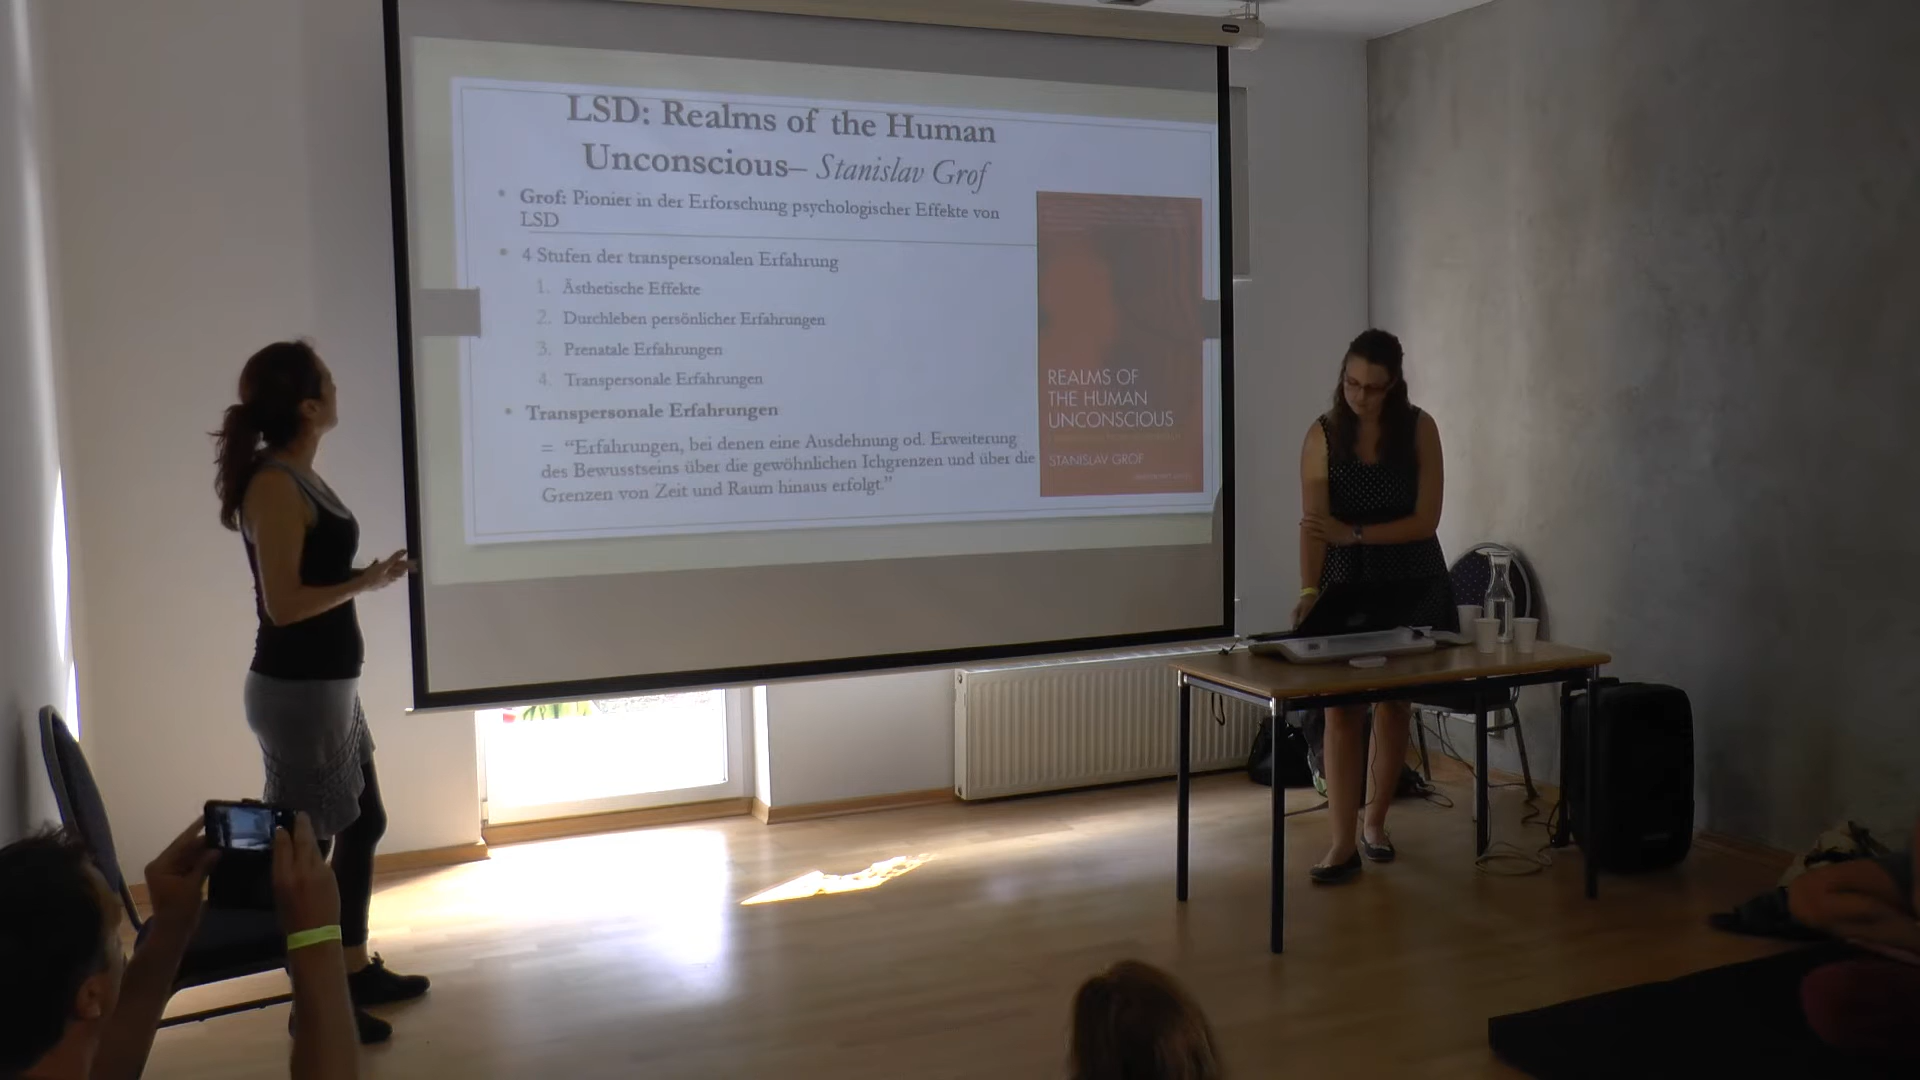 LSD: Realms of the Human
Unconscious– Stanislav Grof
• Grof: Pionier in der Erforschung psychologischer Effekte von
LSD
• 4 Stufen der transpersonalen Erfahrung
1. Ästhetische Effekte
2. Durchleben persönlicher Erfahrungen
3. Prenatale Erfahrungen
4. Transpersonale Erfahrungen
• Transpersonale Erfahrungen
= “Erfahrungen, bei denen eine Ausdehnung od. Erweiterung
des Bewusstseins über die gewöhnlichen Ichgrenzen und über die
Grenzen von Zeit und Raum hinaus erfolgt.”
REALMS OF
THE HUMAN
UNCONSCIOUS
STANISLAV GROF